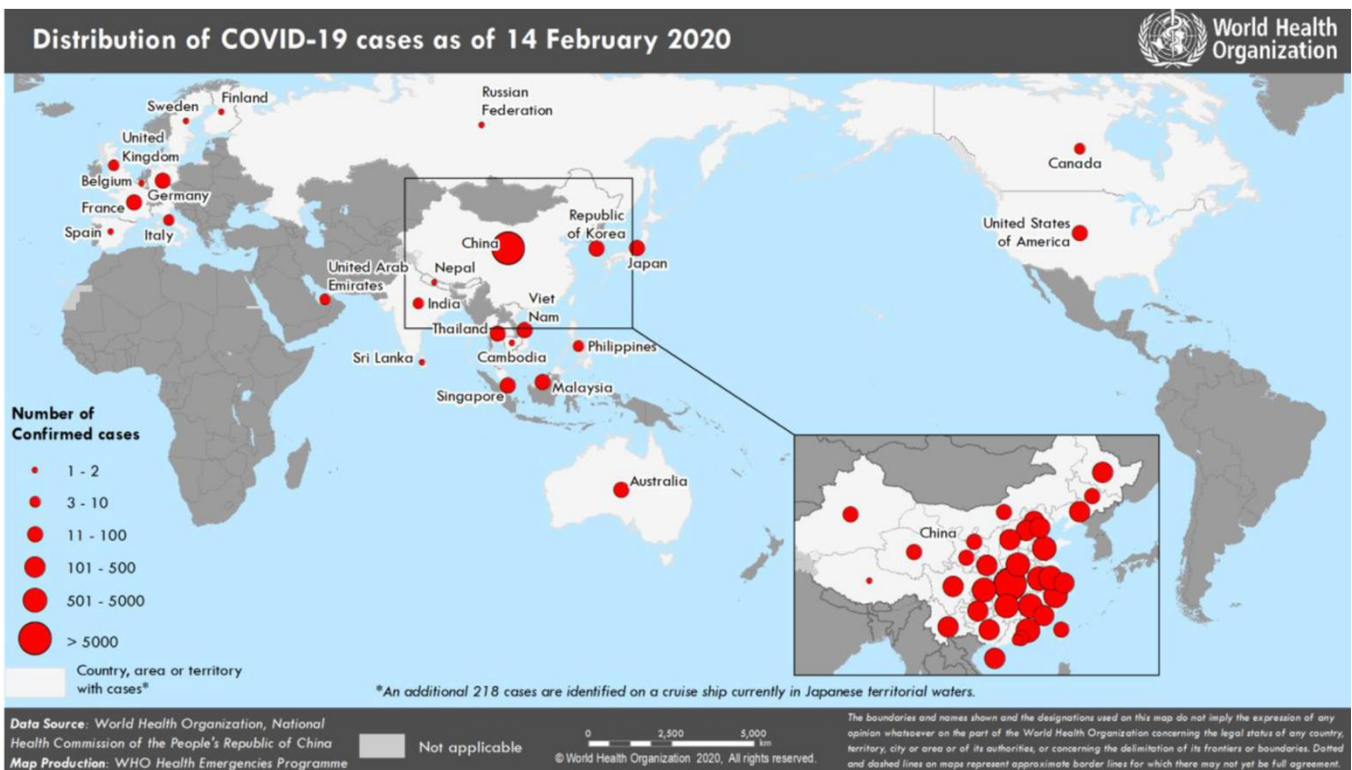 Distribution of COVID-19 cases as of 14 February 2020
World Health
Organization
Sweden
Finland
Russian
Federation
United
Kingdom
Belgium
Germany
France
Spain
Italy
Canada
United States
of America
Republic
of Korea
China
Japan
United Arab
Emirates
Nepal
India
Viet
Nam
Thailand
Cambodia
Philippines
Sri Lanka
Singapore
Malaysia
Australia
China
Number of
Confirmed cases
1 - 2
3 - 10
11 - 100
101 - 500
501 - 5000
> 5000
Country, area or territory
with cases*
*An additional 218 cases are identified on a cruise ship currently in Japanese territorial waters.
Data Source: World Health Organization, National
Health Commission of the People's Republic of China
Map Production: WHO Health Emergencies Programme
Not applicable
0 2,500 5,000
km
© World Health Organization 2020, All rights reserved.
The boundaries and names shown and the designations used on this map do not imply the expression of any
opinion whatsoever on the part of the World Health Organization concerning the legal status of any country,
territory, city or area or of its authorities, or concerning the delimitation of its frontiers or boundaries. Dotted
and dashed lines on maps represent approximate border lines for which there may not yet be full agreement.